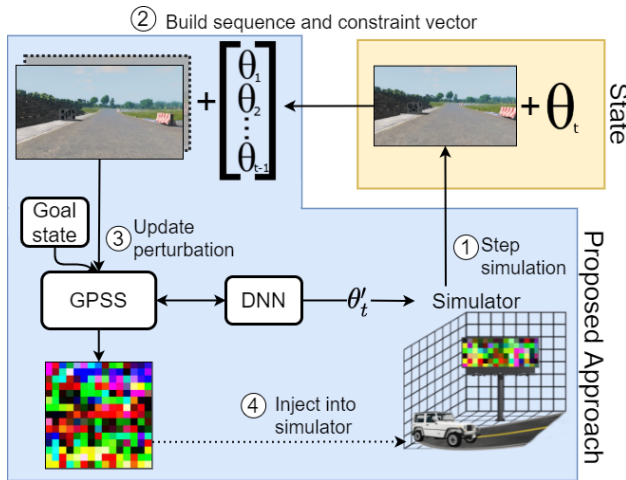 ② Build sequence and constraint vector
+
θ₁
θ₂
⋮
θₜ₋₁
+ θₜ
State
Goal
state
③ Update
perturbation
① Step
simulation
GPSS
DNN
θ′ₜ
Simulator
④ Inject into
simulator
Proposed Approach